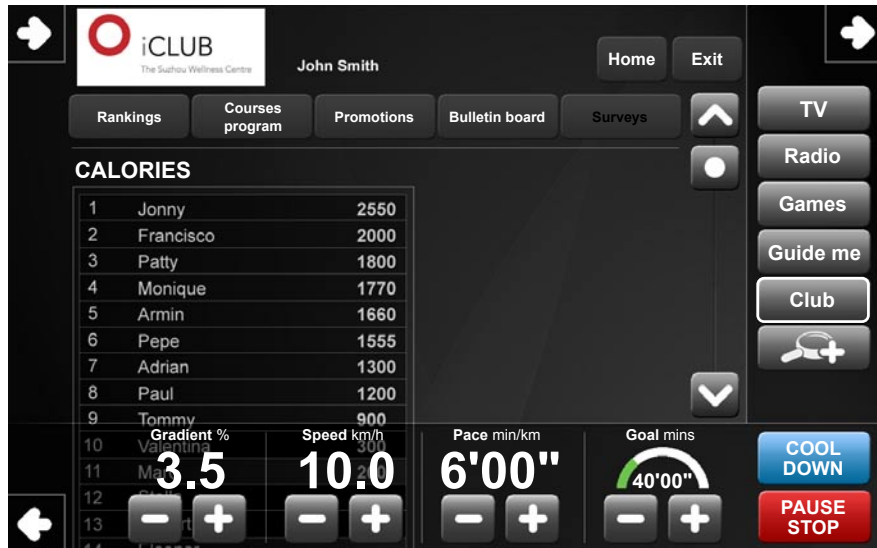 iCLUB
The Suzhou Wellness Centre
John Smith
Home
Exit
Rankings
Courses
program
Promotions
Bulletin board
Surveys
TV
Radio
Games
Guide me
Club
CALORIES
1 Jonny 2550
2 Francisco 2000
3 Patty 1800
4 Monique 1770
5 Armin 1660
6 Pepe 1555
7 Adrian 1300
8 Paul 1200
9 Tommy 900
10 Valentina 300
11
12
13
14
Gradient %
3.5
Speed km/h
10.0
Pace min/km
6'00"
Goal mins
40'00"
COOL
DOWN
PAUSE
STOP